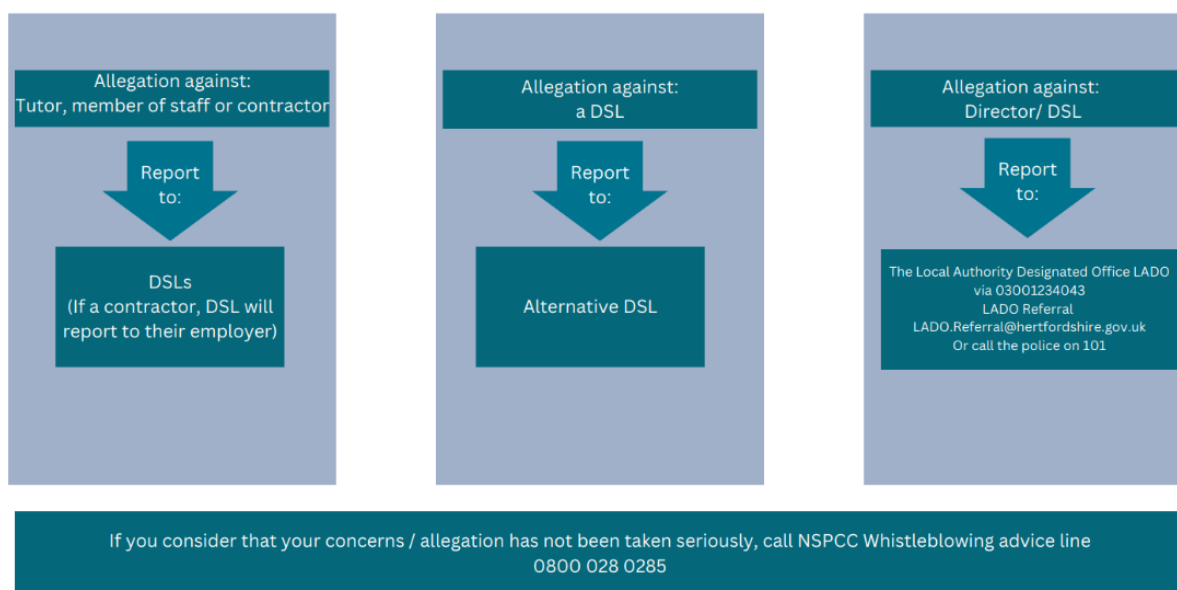 Allegation against:
Tutor, member of staff or contractor
Report
to:
DSLs
(If a contractor, DSL will
report to their employer)
Allegation against:
a DSL
Report
to:
Alternative DSL
Allegation against:
Director/ DSL
Report
to:
The Local Authority Designated Office LADO
via 03001234043
LADO Referral
LADO.Referral@hertfordshire.gov.uk
Or call the police on 101
If you consider that your concerns / allegation has not been taken seriously, call NSPCC Whistleblowing advice line
0800 028 0285